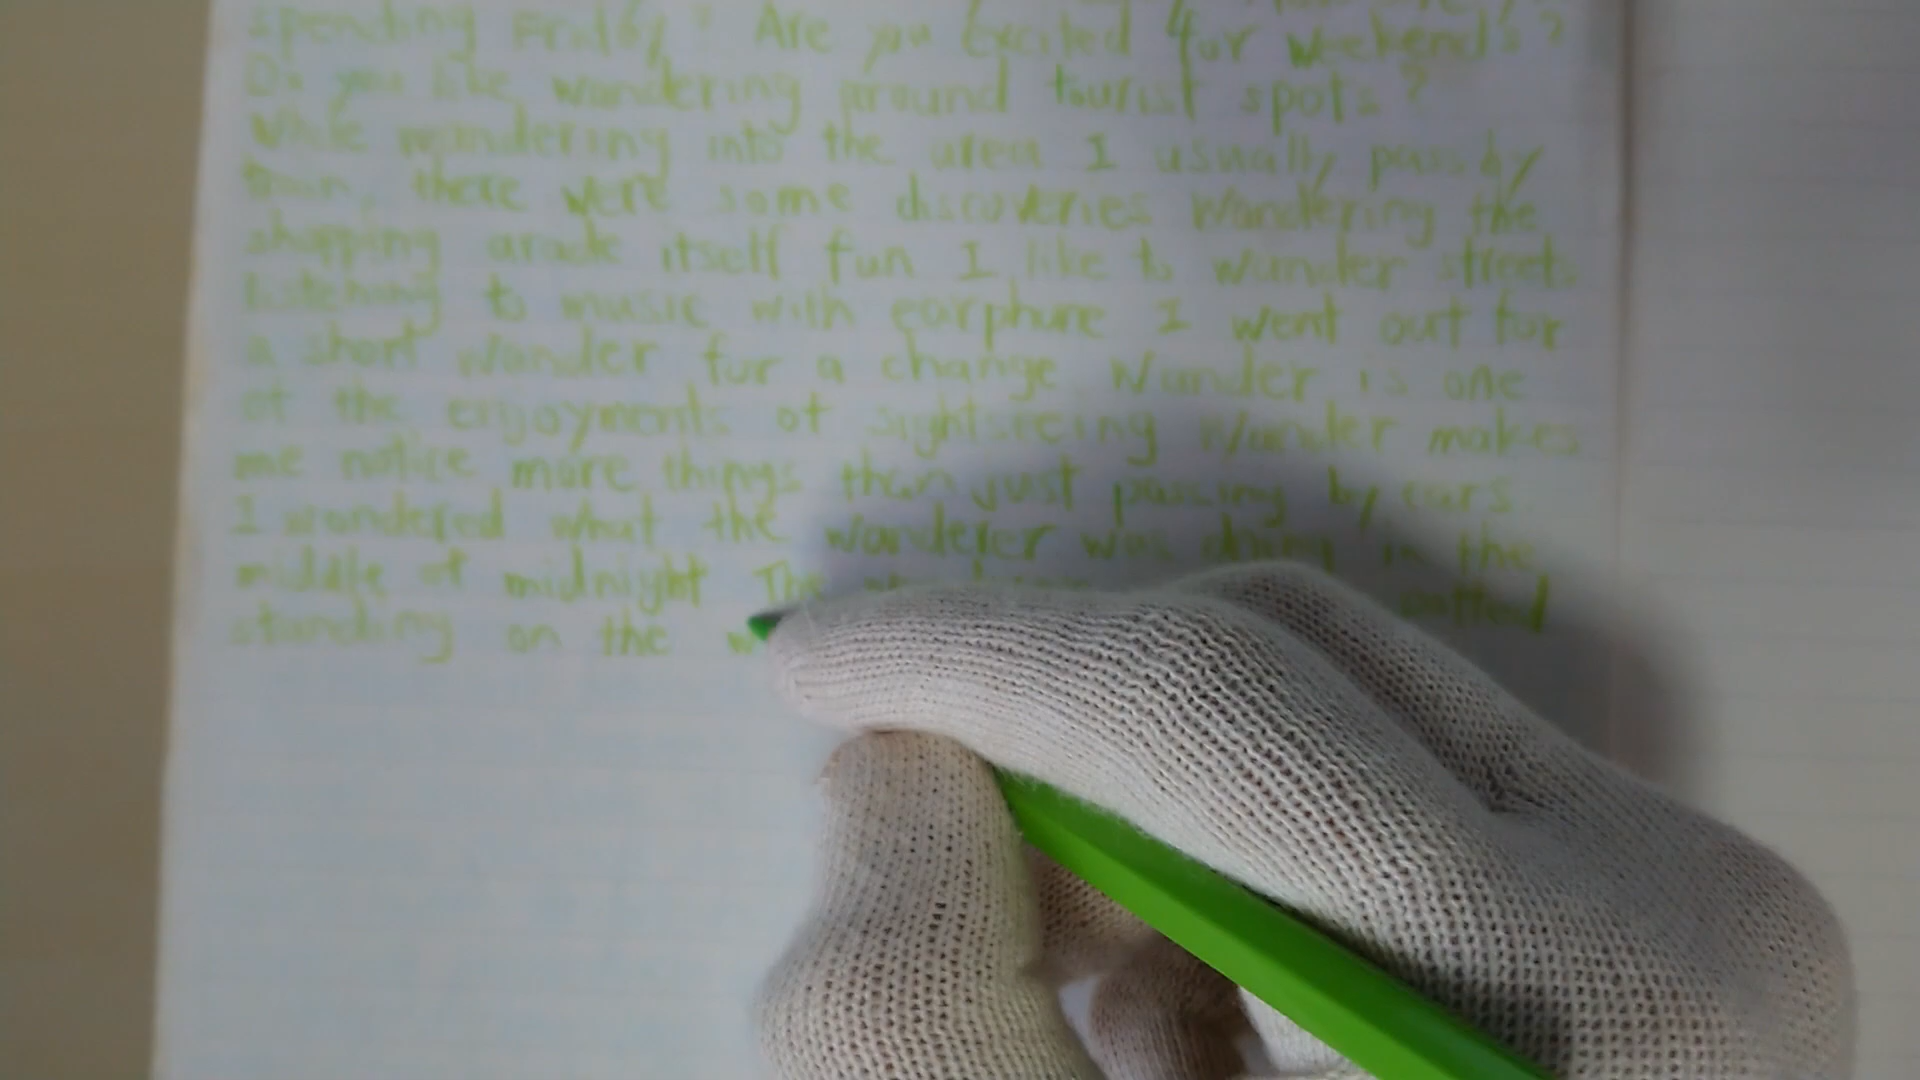 spending Friday? Are you Excited for weekends?
Do you like wandering around tourist spots?
While wandering into the area I usually pass by
train, there were some discoveries Wandering the
shopping arade itself fun I like to wander streets
listening to music with earphone I went out for
a short Wander for a change Wander is one
of the enjoyments of sightseeing Wander makes
me notice more things than just passing by cars
I wondered what the wanderer was doing in the
middle of midnight The
standing on the w